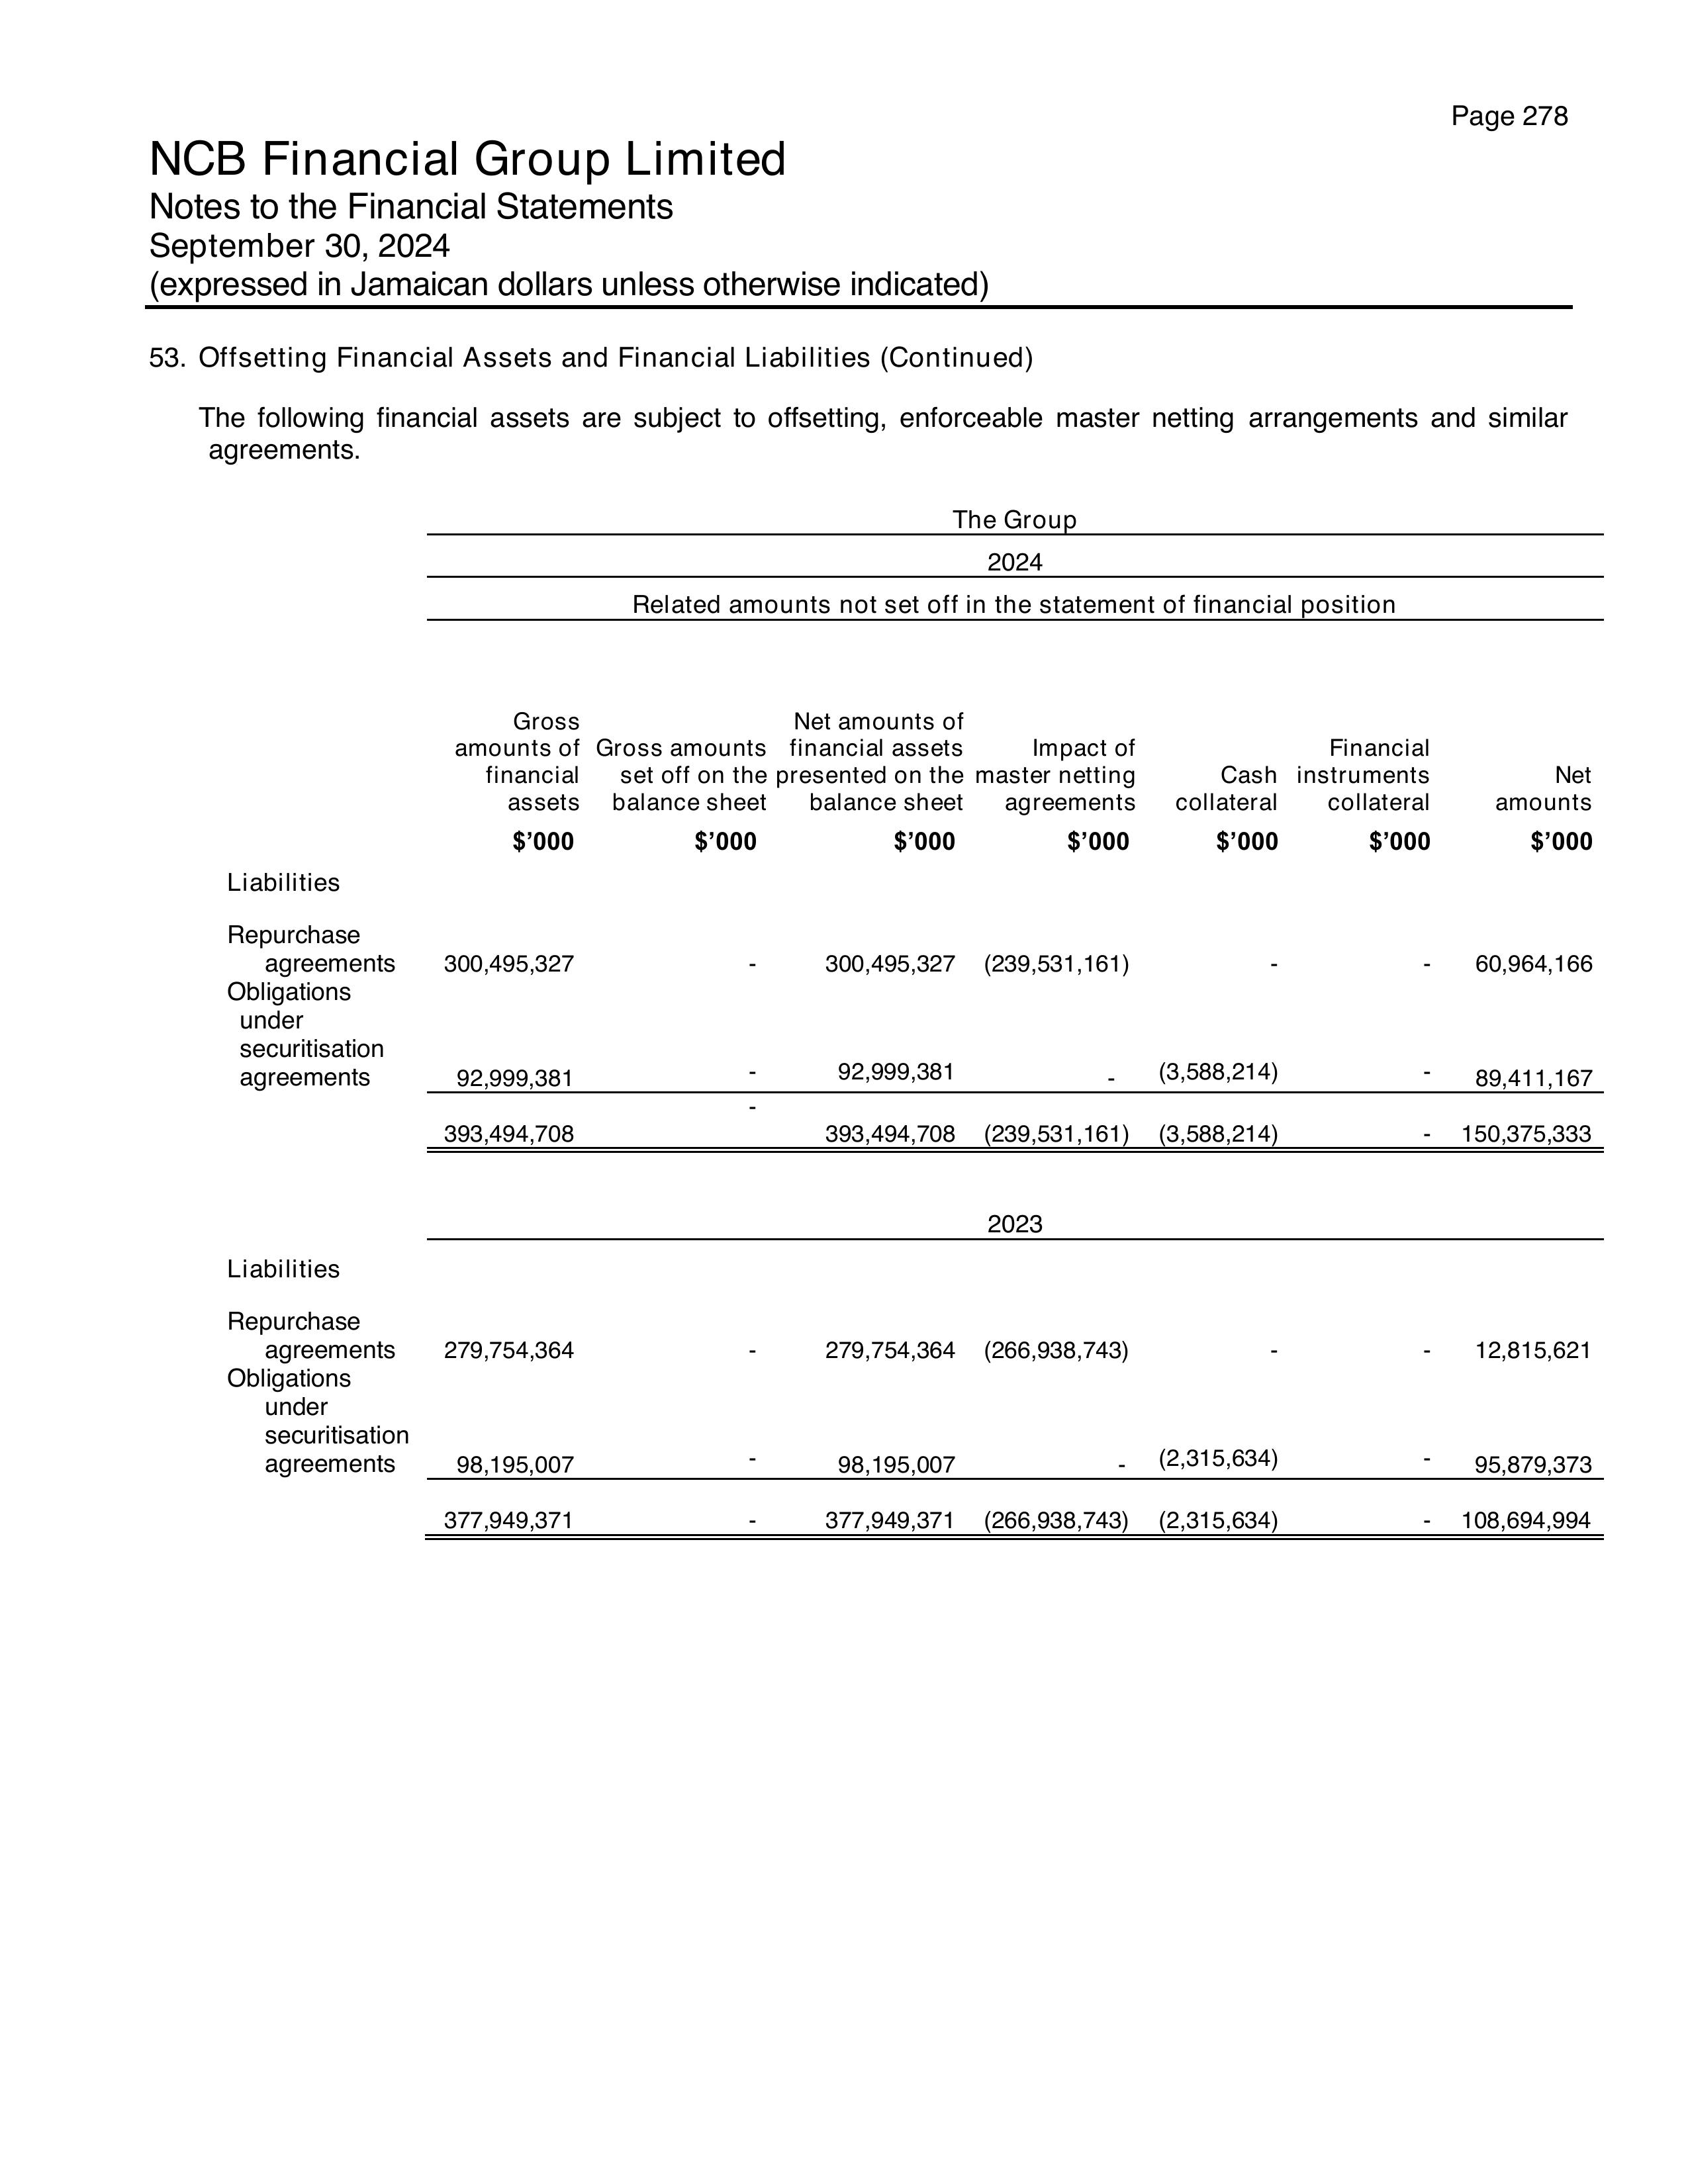 Page 278
NCB Financial Group Limited
Notes to the Financial Statements
September 30, 2024
(expressed in Jamaican dollars unless otherwise indicated)
53. Offsetting Financial Assets and Financial Liabilities (Continued)
The following financial assets are subject to offsetting, enforceable master netting arrangements and similar
agreements.
The Group
2024
Related amounts not set off in the statement of financial position
Gross Net amounts of
amounts of Gross amounts financial assets Impact of Financial
financial set off on the presented on the master netting Cash instruments Net
assets balance sheet balance sheet agreements collateral collateral amounts
$’000 $’000 $’000 $’000 $’000 $’000 $’000
Liabilities
Repurchase
agreements 300,495,327 - 300,495,327 (239,531,161) - - 60,964,166
Obligations
under
securitisation
agreements 92,999,381 - 92,999,381 - (3,588,214) - 89,411,167
-
393,494,708 393,494,708 (239,531,161) (3,588,214) - 150,375,333
2023
Liabilities
Repurchase
agreements 279,754,364 - 279,754,364 (266,938,743) - - 12,815,621
Obligations
under
securitisation
agreements 98,195,007 - 98,195,007 - (2,315,634) - 95,879,373
377,949,371 - 377,949,371 (266,938,743) (2,315,634) - 108,694,994